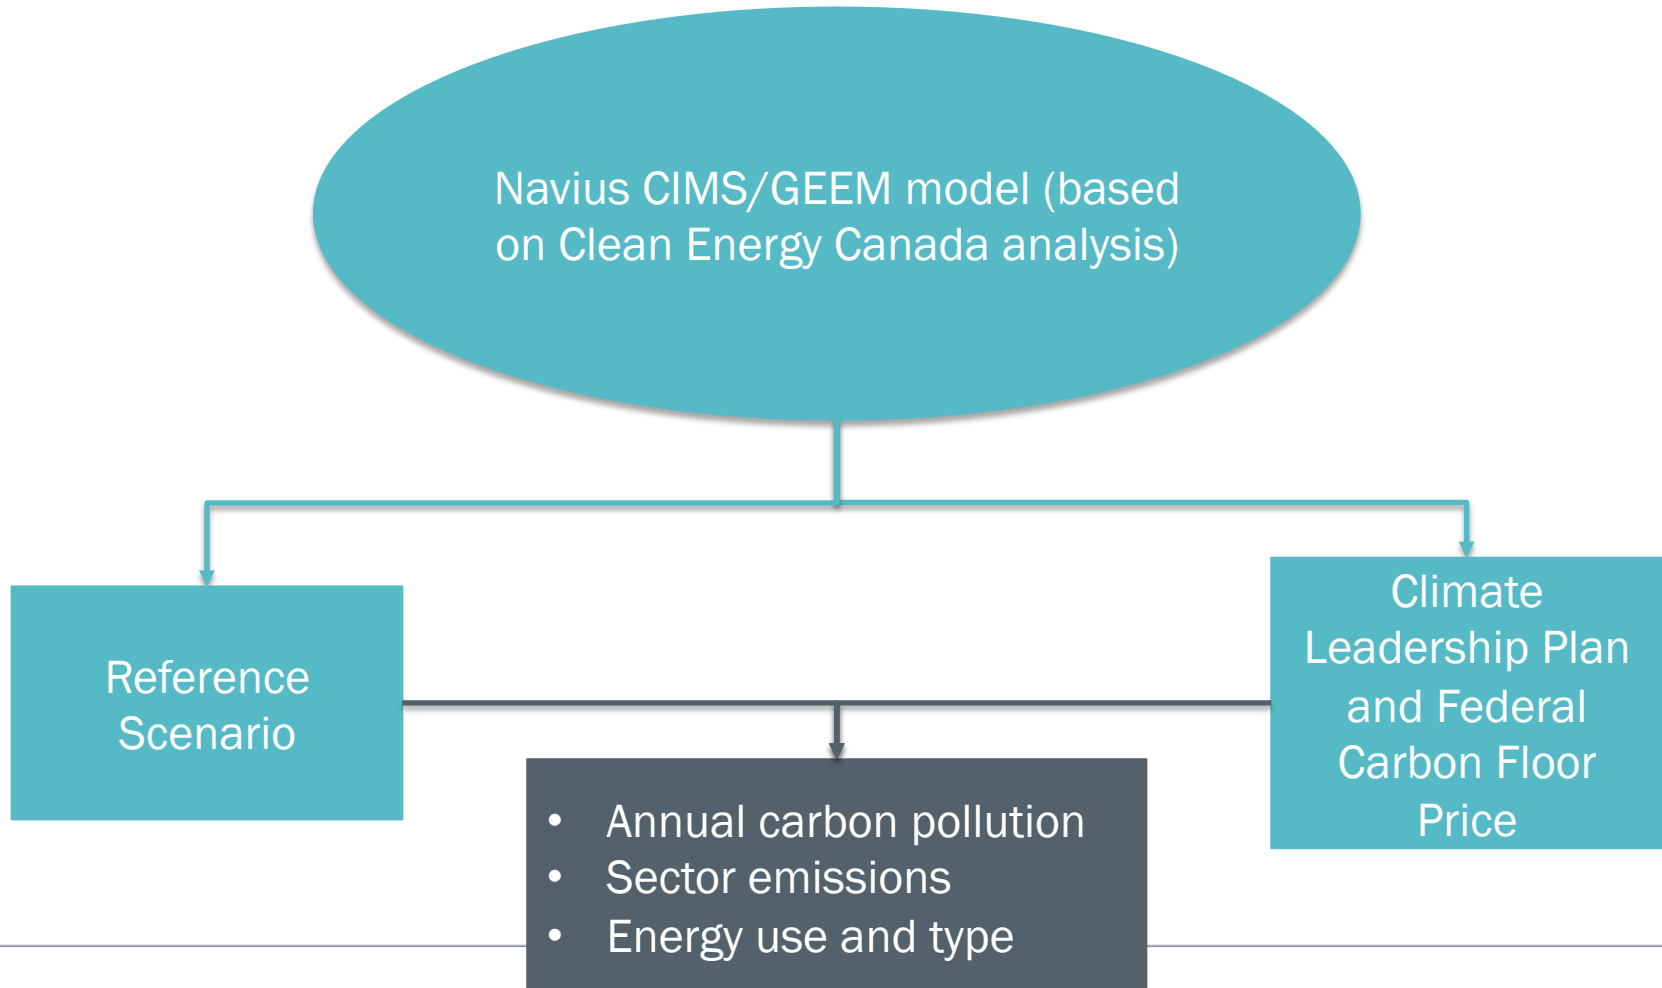 Navius CIMS/GEEM model (based
on Clean Energy Canada analysis)
Reference
Scenario
Climate
Leadership Plan
and Federal
Carbon Floor
Price
• Annual carbon pollution
• Sector emissions
• Energy use and type